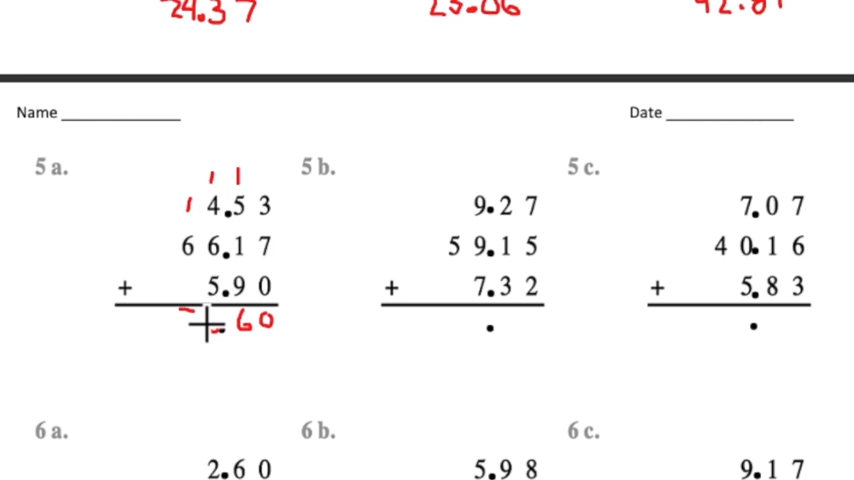 24.37
Name
Date
5 a.
5 b.
5 c.
1 1
1 4.5 3
9.2 7
7.0 7
6 6.1 7
5 9.1 5
4 0.1 6
+ 5.9 0
+ 7.3 2
+ 5.8 3
.60
.
.
6 a.
6 b.
6 c.
2.6 0
5.9 8
9.1 7